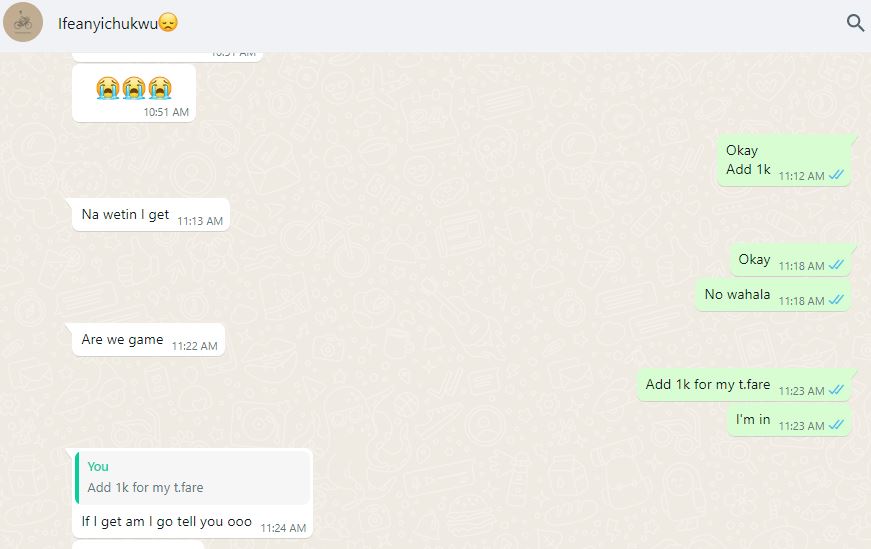 Ifeanyichukwu😞
10:51 AM
😭😭😭
10:51 AM
Okay
Add 1k 11:12 AM
Na wetin I get 11:13 AM
Okay 11:18 AM
No wahala 11:18 AM
Are we game 11:22 AM
Add 1k for my t.fare 11:23 AM
I'm in 11:23 AM
You
Add 1k for my t.fare
If I get am I go tell you ooo 11:24 AM